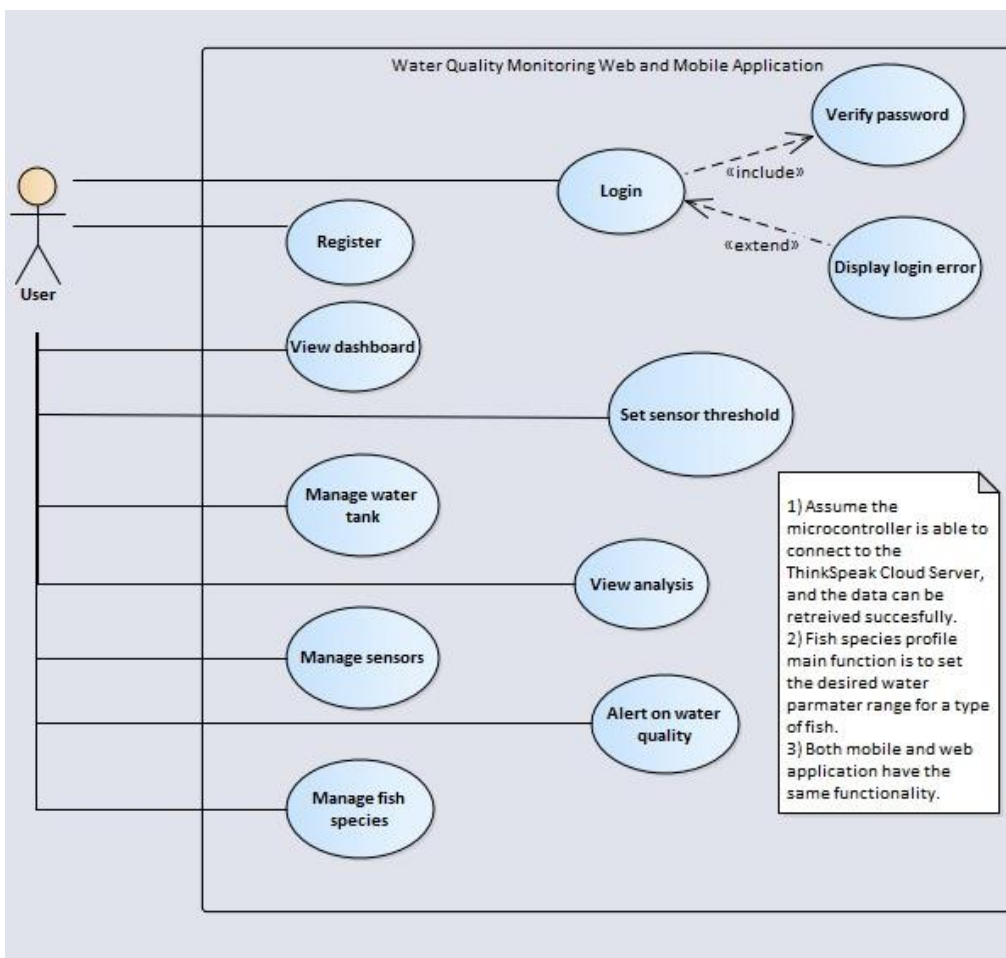 Water Quality Monitoring Web and Mobile Application
Verify password
«include»
Login
«extend»
Display login error
Register
User
View dashboard
Set sensor threshold
Manage water
tank
View analysis
Manage sensors
Alert on water
quality
Manage fish
species
1) Assume the
microcontroller is able to
connect to the
ThinkSpeak Cloud Server,
and the data can be
retreived succesfully.
2) Fish species profile
main function is to set
the desired water
parmater range for a type
of fish.
3) Both mobile and web
application have the
same functionality.